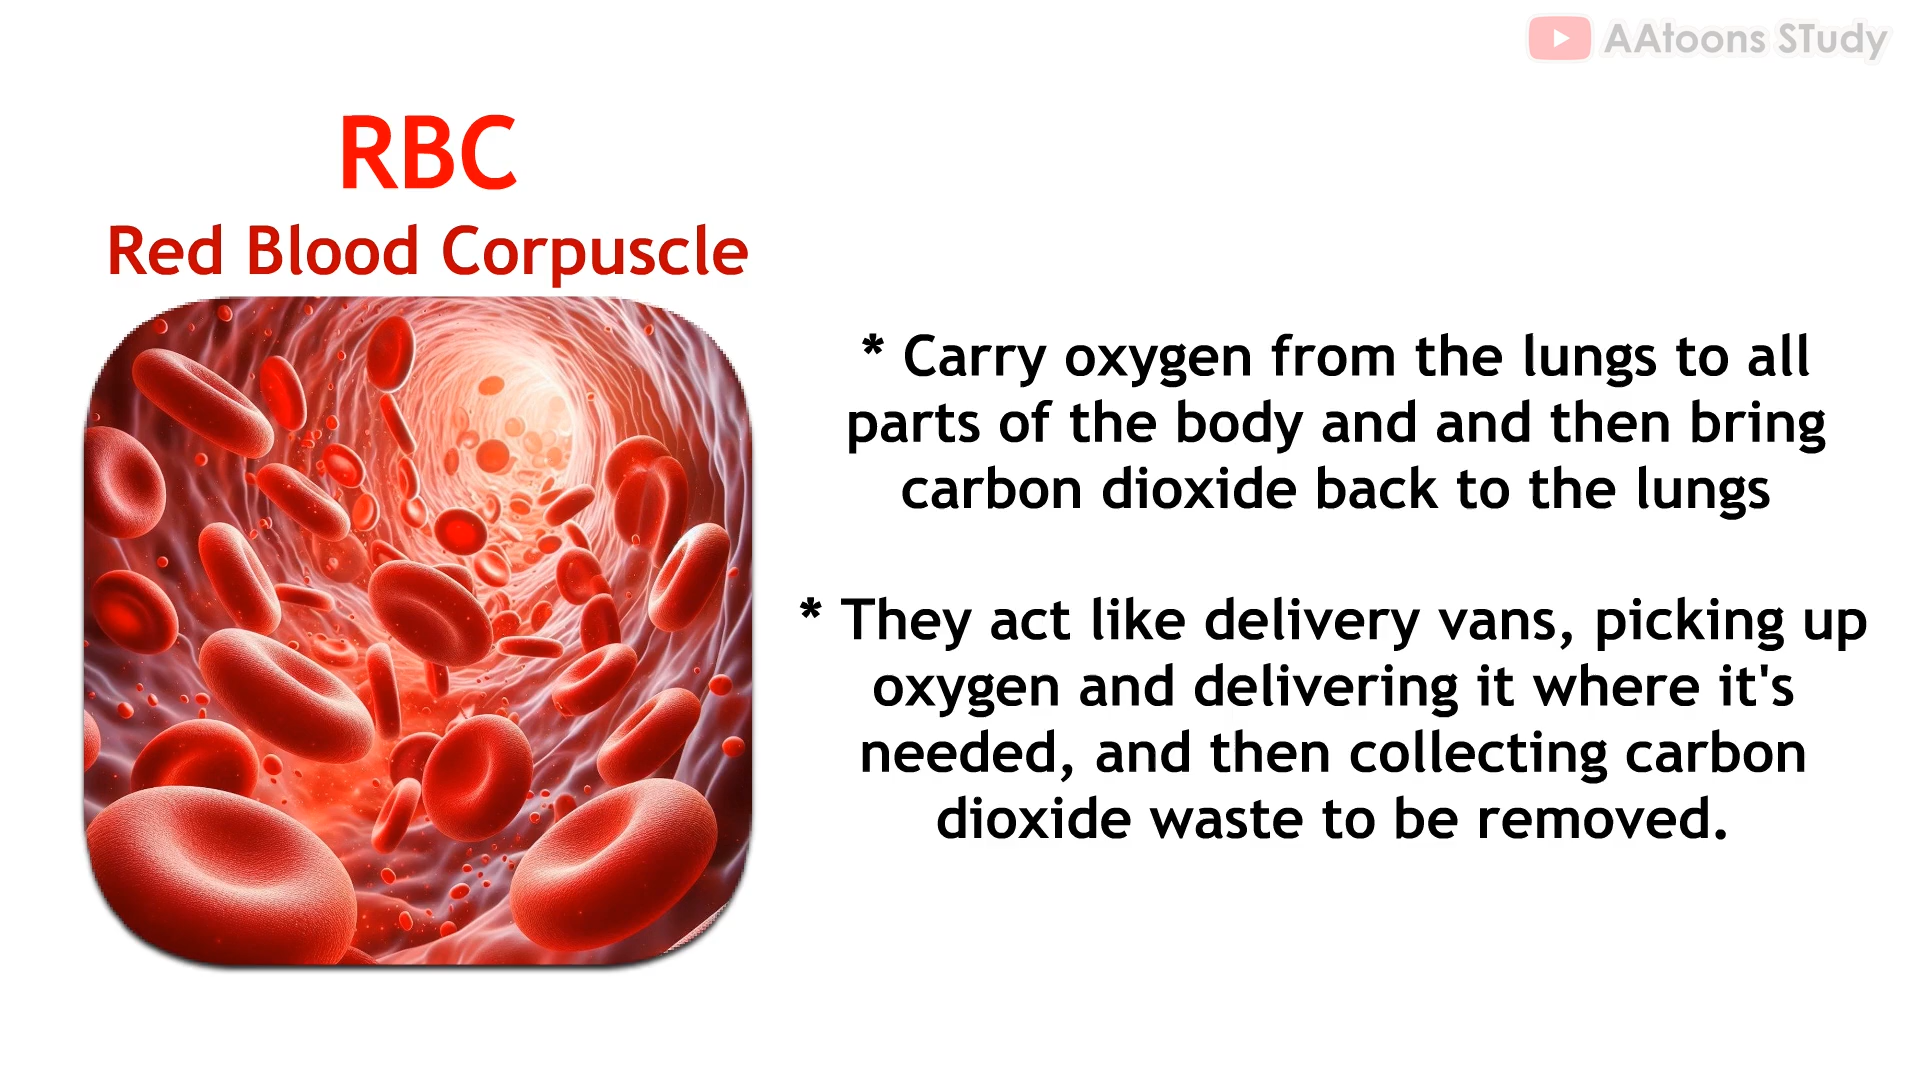 AAtoons STudy
RBC
Red Blood Corpuscle
* Carry oxygen from the lungs to all
parts of the body and and then bring
carbon dioxide back to the lungs
* They act like delivery vans, picking up
oxygen and delivering it where it's
needed, and then collecting carbon
dioxide waste to be removed.